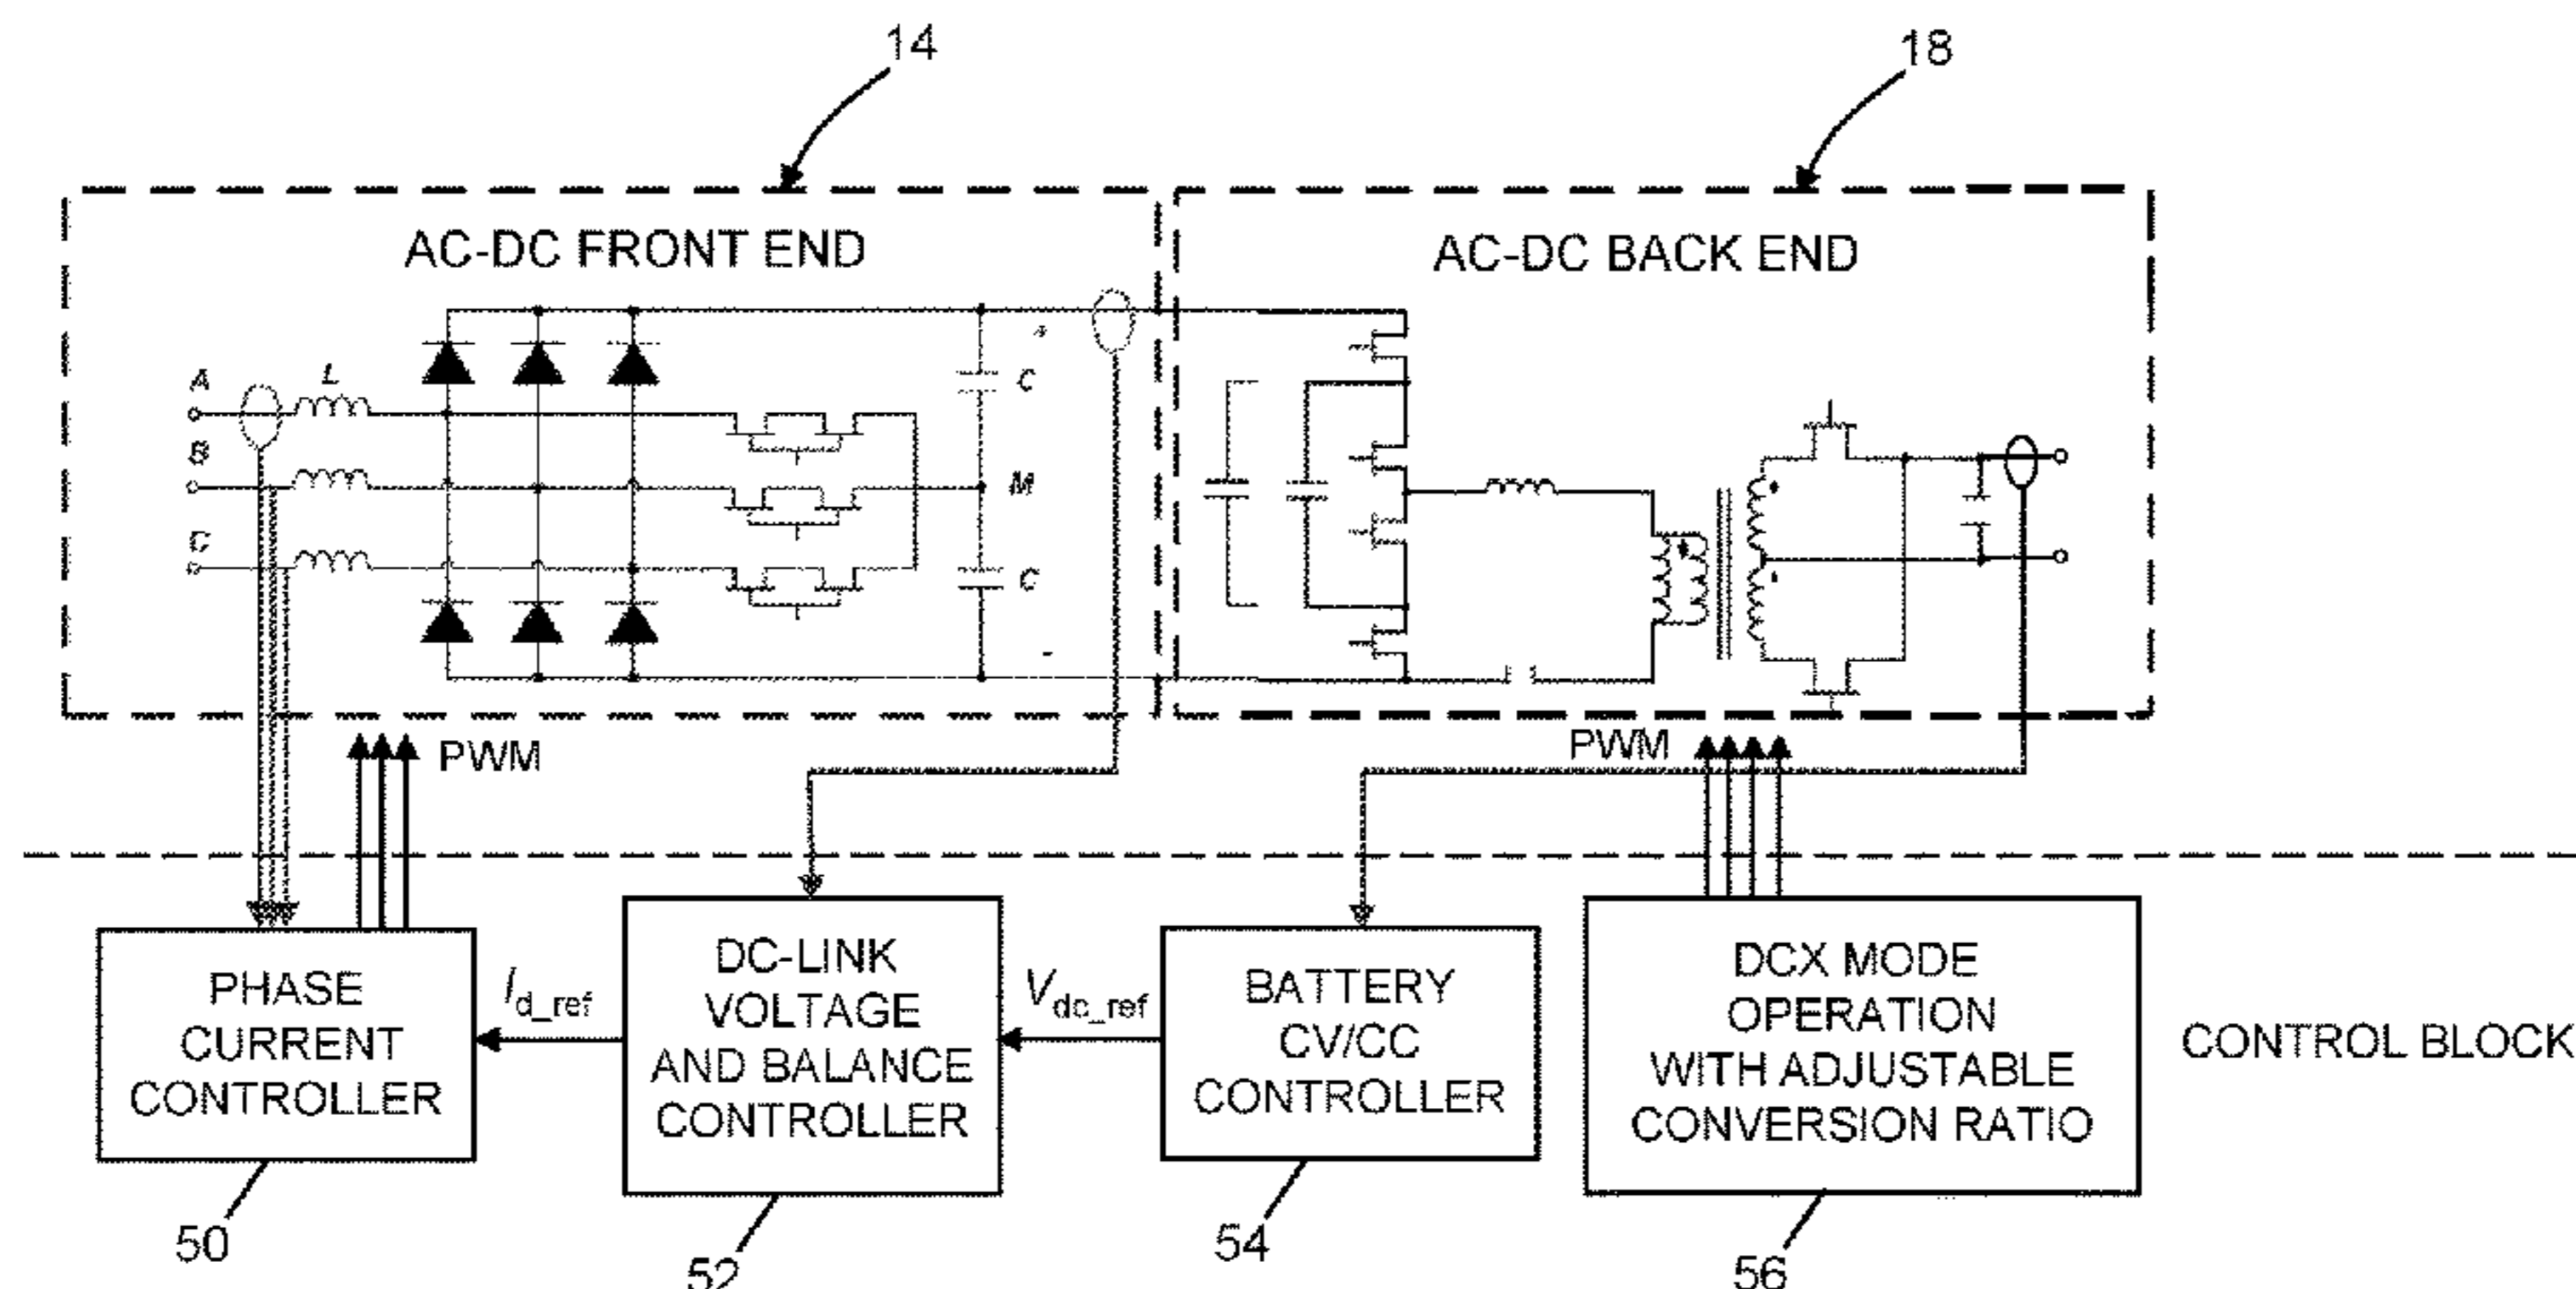 14
18
AC-DC FRONT END
AC-DC BACK END
A
L
B
C
+
C
M
C
-
PWM
PWM
PHASE
CURRENT
CONTROLLER
I d_ref
DC-LINK
VOLTAGE
AND BALANCE
CONTROLLER
V dc_ref
BATTERY
CV/CC
CONTROLLER
DCX MODE
OPERATION
WITH ADJUSTABLE
CONVERSION RATIO
CONTROL BLOCK
50
52
54
56